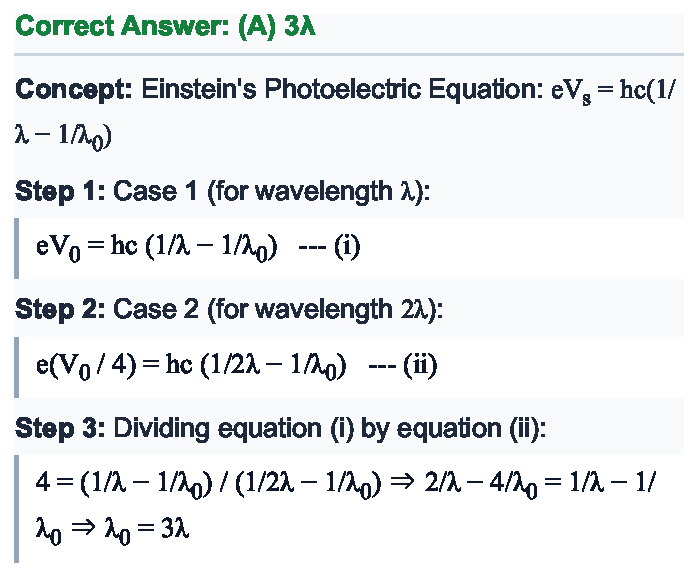 Correct Answer: (A) 3λ
Concept: Einstein's Photoelectric Equation: eVₛ = hc(1/
λ − 1/λ₀)
Step 1: Case 1 (for wavelength λ):
eV₀ = hc (1/λ − 1/λ₀) --- (i)
Step 2: Case 2 (for wavelength 2λ):
e(V₀ / 4) = hc (1/2λ − 1/λ₀) --- (ii)
Step 3: Dividing equation (i) by equation (ii):
4 = (1/λ − 1/λ₀) / (1/2λ − 1/λ₀) ⇒ 2/λ − 4/λ₀ = 1/λ − 1/
λ₀ ⇒ λ₀ = 3λ